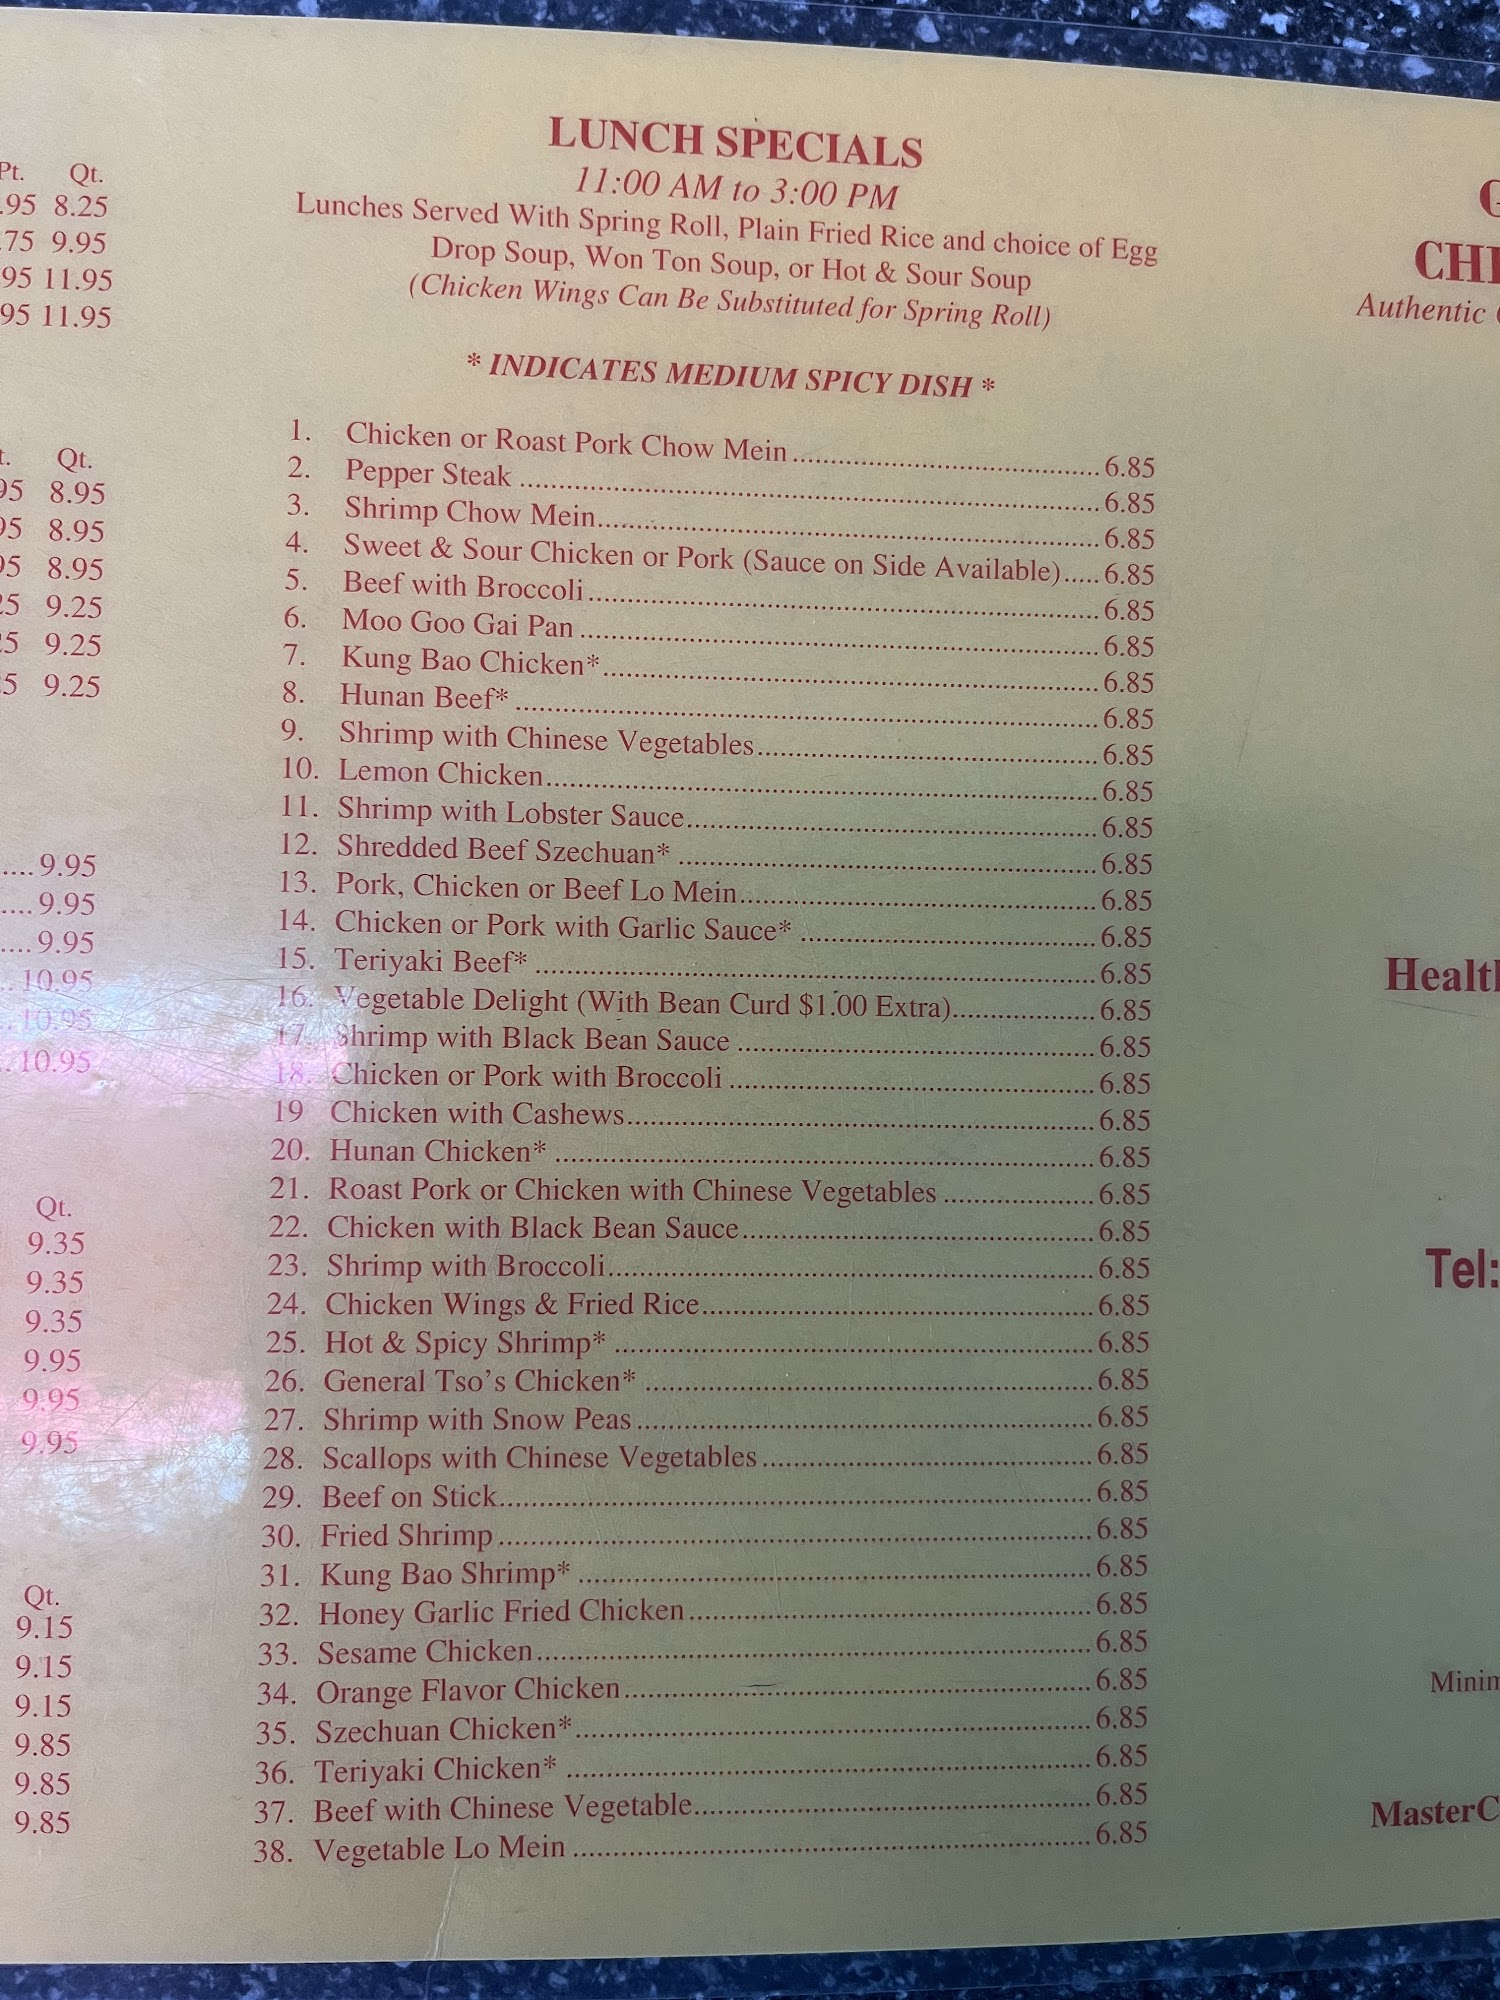 Pt. Qt.
.95 8.25
.75 9.95
95 11.95
95 11.95
t. Qt.
95 8.95
95 8.95
95 8.95
25 9.25
25 9.25
25 9.25
.....9.95
.....9.95
.....9.95
..10.95
..10.95
..10.95
Qt.
9.35
9.35
9.35
9.95
9.95
9.95
Qt.
9.15
9.15
9.15
9.85
9.85
9.85
LUNCH SPECIALS
11:00 AM to 3:00 PM
Lunches Served With Spring Roll, Plain Fried Rice and choice of Egg
Drop Soup, Won Ton Soup, or Hot & Sour Soup
(Chicken Wings Can Be Substituted for Spring Roll)
* INDICATES MEDIUM SPICY DISH *
1. Chicken or Roast Pork Chow Mein 6.85
2. Pepper Steak 6.85
3. Shrimp Chow Mein 6.85
4. Sweet & Sour Chicken or Pork (Sauce on Side Available) 6.85
5. Beef with Broccoli 6.85
6. Moo Goo Gai Pan 6.85
7. Kung Bao Chicken* 6.85
8. Hunan Beef* 6.85
9. Shrimp with Chinese Vegetables 6.85
10. Lemon Chicken 6.85
11. Shrimp with Lobster Sauce 6.85
12. Shredded Beef Szechuan* 6.85
13. Pork, Chicken or Beef Lo Mein 6.85
14. Chicken or Pork with Garlic Sauce* 6.85
15. Teriyaki Beef* 6.85
16. Vegetable Delight (With Bean Curd $1.00 Extra) 6.85
17. Shrimp with Black Bean Sauce 6.85
18. Chicken or Pork with Broccoli 6.85
19 Chicken with Cashews 6.85
20. Hunan Chicken* 6.85
21. Roast Pork or Chicken with Chinese Vegetables 6.85
22. Chicken with Black Bean Sauce 6.85
23. Shrimp with Broccoli 6.85
24. Chicken Wings & Fried Rice 6.85
25. Hot & Spicy Shrimp* 6.85
26. General Tso's Chicken* 6.85
27. Shrimp with Snow Peas 6.85
28. Scallops with Chinese Vegetables 6.85
29. Beef on Stick 6.85
30. Fried Shrimp 6.85
31. Kung Bao Shrimp* 6.85
32. Honey Garlic Fried Chicken 6.85
33. Sesame Chicken 6.85
34. Orange Flavor Chicken 6.85
35. Szechuan Chicken* 6.85
36. Teriyaki Chicken* 6.85
37. Beef with Chinese Vegetable 6.85
38. Vegetable Lo Mein 6.85
CHI
Authentic
Healt
Tel:
Minim
MasterC